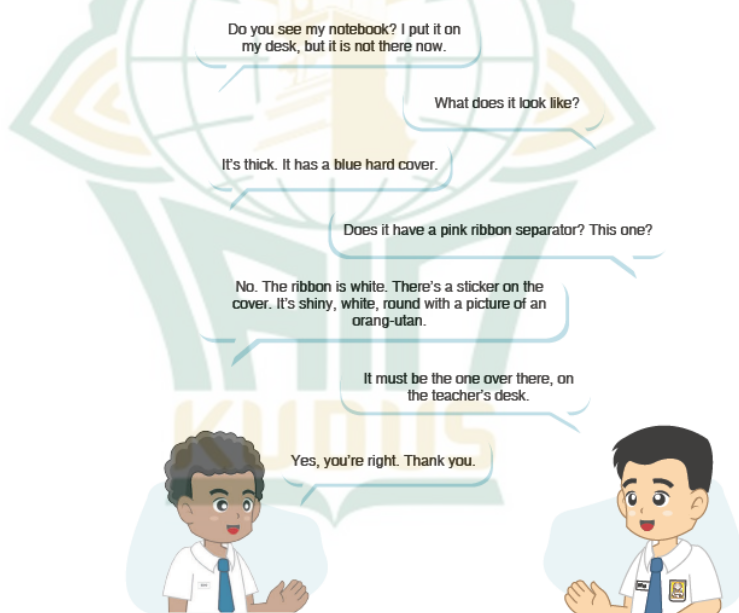 Do you see my notebook? I put it on
my desk, but it is not there now.
What does it look like?
It's thick. It has a blue hard cover.
Does it have a pink ribbon separator? This one?
No. The ribbon is white. There's a sticker on the
cover. It's shiny, white, round with a picture of an
orang-utan.
It must be the one over there, on
the teacher's desk.
Yes, you're right. Thank you.
IAIN
KUDUS